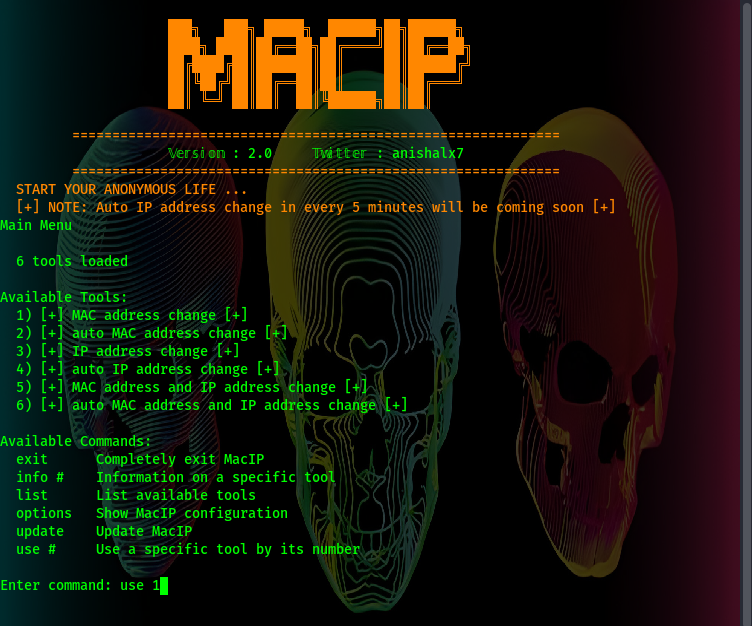 MACIP
=============================================================
Version : 2.0     Twitter : anishalx7
=============================================================
START YOUR ANONYMOUS LIFE ...
[+] NOTE: Auto IP address change in every 5 minutes will be coming soon [+]
Main Menu
6 tools loaded
Available Tools:
1) [+] MAC address change [+]
2) [+] auto MAC address change [+]
3) [+] IP address change [+]
4) [+] auto IP address change [+]
5) [+] MAC address and IP address change [+]
6) [+] auto MAC address and IP address change [+]
Available Commands:
exit      Completely exit MacIP
info #    Information on a specific tool
list      List available tools
options   Show MacIP configuration
update    Update MacIP
use #     Use a specific tool by its number
Enter command: use 1